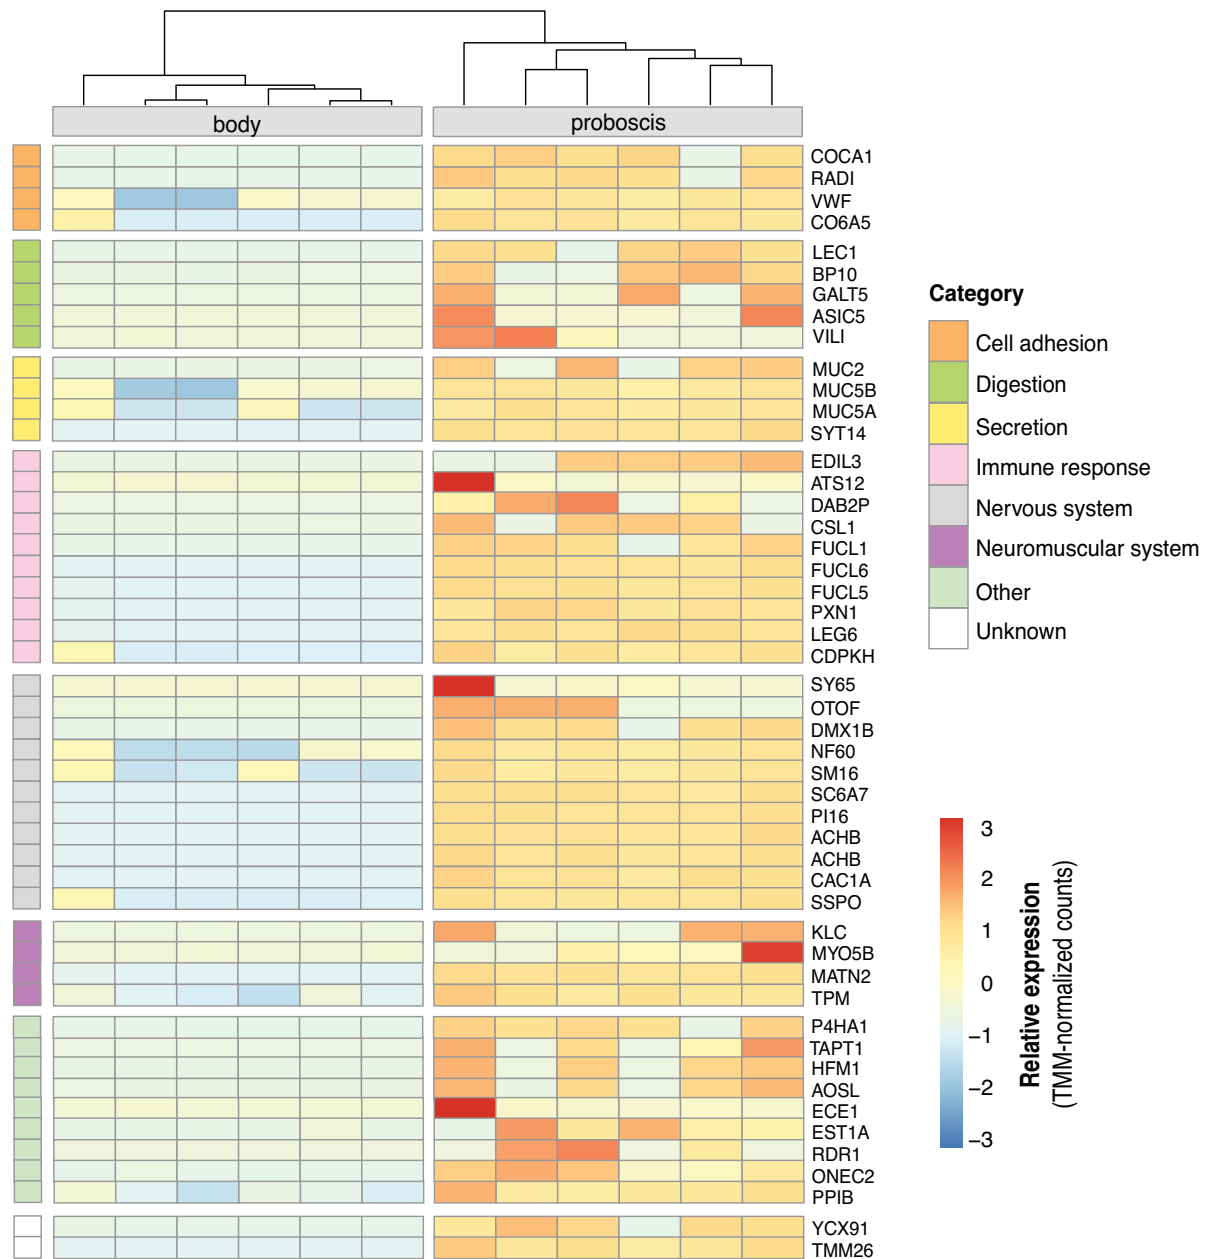 body
proboscis
COCA1
RADI
VWF
CO6A5
LEC1
BP10
GALT5
ASIC5
VILI
MUC2
MUC5B
MUC5A
SYT14
EDIL3
ATS12
DAB2P
CSL1
FUCL1
FUCL6
FUCL5
PXN1
LEG6
CDPKH
SY65
OTOF
DMX1B
NF60
SM16
SC6A7
PI16
ACHB
ACHB
CAC1A
SSPO
KLC
MYO5B
MATN2
TPM
P4HA1
TAPT1
HFM1
AOSL
ECE1
EST1A
RDR1
ONEC2
PPIB
YCX91
TMM26
Category
Cell adhesion
Digestion
Secretion
Immune response
Nervous system
Neuromuscular system
Other
Unknown
3
2
1
0
−1
−2
−3
Relative expression
(TMM-normalized counts)